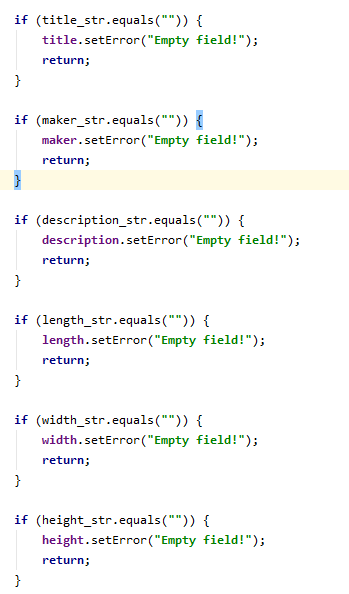 if (title_str.equals("")) {
    title.setError("Empty field!");
    return;
}

if (maker_str.equals("")) {
    maker.setError("Empty field!");
    return;
}

if (description_str.equals("")) {
    description.setError("Empty field!");
    return;
}

if (length_str.equals("")) {
    length.setError("Empty field!");
    return;
}

if (width_str.equals("")) {
    width.setError("Empty field!");
    return;
}

if (height_str.equals("")) {
    height.setError("Empty field!");
    return;
}